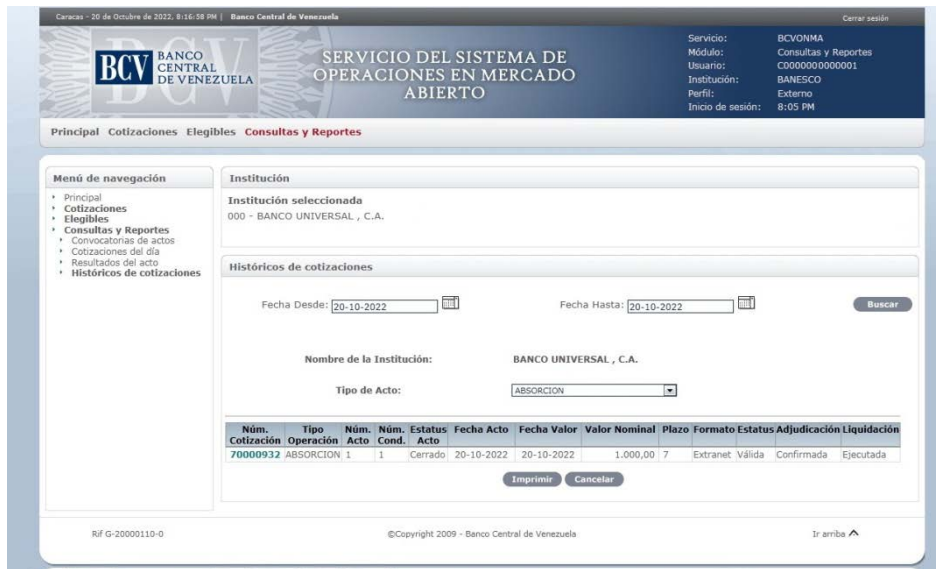 Caracas - 20 de Octubre de 2022, 8:16:58 PM | Banco Central de Venezuela
Cerrar sesión
BCV BANCO CENTRAL DE VENEZUELA
SERVICIO DEL SISTEMA DE
OPERACIONES EN MERCADO
ABIERTO
Servicio: BCVONMA
Módulo: Consultas y Reportes
Usuario: C0000000000001
Institución: BANESCO
Perfil: Externo
Inicio de sesión: 8:05 PM
Principal Cotizaciones Elegibles Consultas y Reportes
Menú de navegación
Principal
Cotizaciones
Elegibles
Consultas y Reportes
Convocatorias de actos
Cotizaciones del día
Resultados del acto
Históricos de cotizaciones
Institución
Institución seleccionada
000 - BANCO UNIVERSAL , C.A.
Históricos de cotizaciones
Fecha Desde: 20-10-2022 Fecha Hasta: 20-10-2022 Buscar
Nombre de la Institución: BANCO UNIVERSAL , C.A.
Tipo de Acto: ABSORCION
Núm. Cotización Tipo Operación Núm. Acto Núm. Cond. Estatus Acto Fecha Acto Fecha Valor Valor Nominal Plazo Formato Estatus Adjudicación Liquidación
70000932 ABSORCION 1 1 Cerrado 20-10-2022 20-10-2022 1.000,00 7 Extranet Válida Confirmada Ejecutada
Imprimir Cancelar
Rif G-20000110-0 ©Copyright 2009 - Banco Central de Venezuela Ir arriba